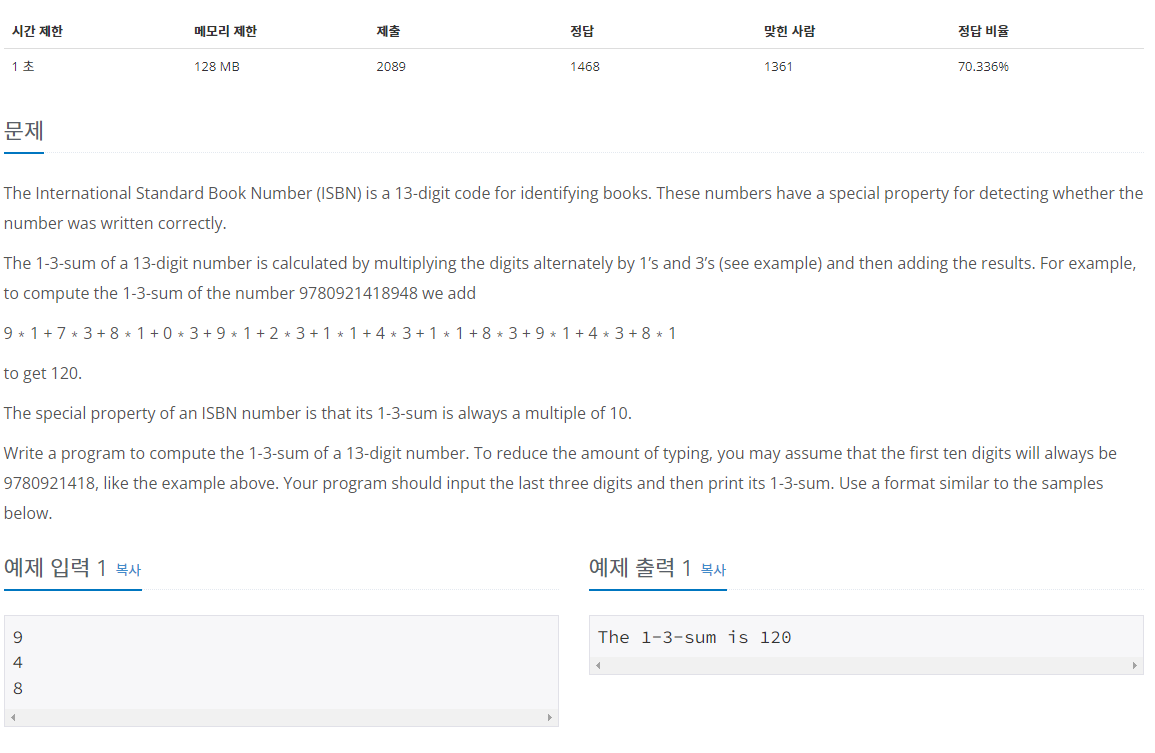 시간 제한 메모리 제한 제출 정답 맞힌 사람 정답 비율
1 초 128 MB 2089 1468 1361 70.336%
문제
The International Standard Book Number (ISBN) is a 13-digit code for identifying books. These numbers have a special property for detecting whether the
number was written correctly.
The 1-3-sum of a 13-digit number is calculated by multiplying the digits alternately by 1’s and 3’s (see example) and then adding the results. For example,
to compute the 1-3-sum of the number 9780921418948 we add
9 * 1 + 7 * 3 + 8 * 1 + 0 * 3 + 9 * 1 + 2 * 3 + 1 * 1 + 4 * 3 + 1 * 1 + 8 * 3 + 9 * 1 + 4 * 3 + 8 * 1
to get 120.
The special property of an ISBN number is that its 1-3-sum is always a multiple of 10.
Write a program to compute the 1-3-sum of a 13-digit number. To reduce the amount of typing, you may assume that the first ten digits will always be
9780921418, like the example above. Your program should input the last three digits and then print its 1-3-sum. Use a format similar to the samples
below.
예제 입력 1 복사
9
4
8
예제 출력 1 복사
The 1-3-sum is 120